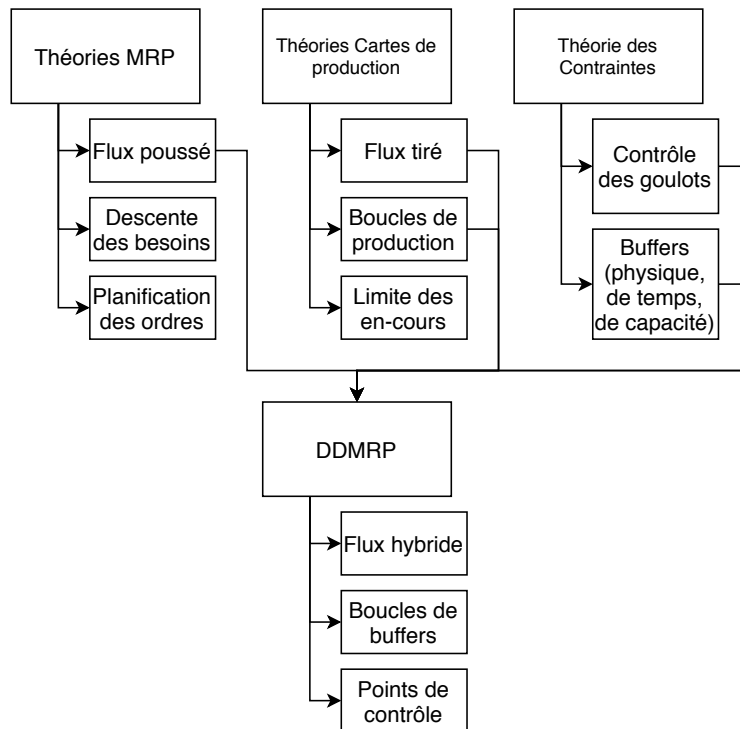 Théories MRP
Flux poussé
Descente
des besoins
Planification
des ordres
Théories Cartes de
production
Flux tiré
Boucles de
production
Limite des
en-cours
Théorie des
Contraintes
Contrôle
des goulots
Buffers
(physique,
de temps,
de capacité)
DDMRP
Flux hybride
Boucles de
buffers
Points de
contrôle